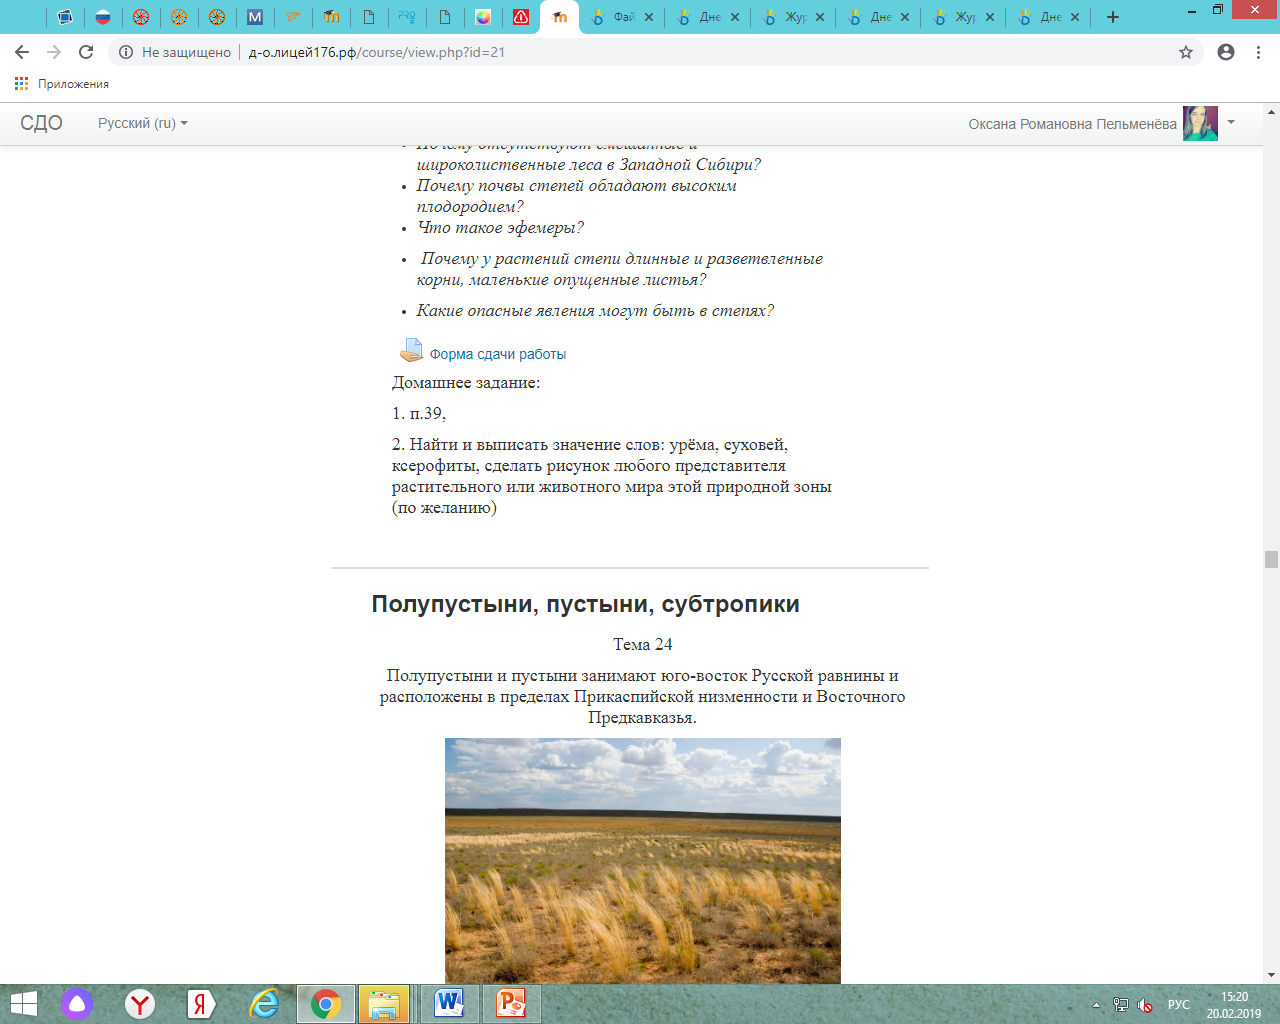 Фай
Дне
Жур
Дне
Жур
Дне
Не защищено
д-о.лицей176.рф/course/view.php?id=21
Приложения
СДО
Русский (ru)
Оксана Романовна Пельменёва
Почему отсутствуют смешанные и
широколиственные леса в Западной Сибири?
Почему почвы степей обладают высоким
плодородием?
Что такое эфемеры?
Почему у растений степи длинные и разветвленные
корни, маленькие опущенные листья?
Какие опасные явления могут быть в степях?
Форма сдачи работы
Домашнее задание:
1. п.39,
2. Найти и выписать значение слов: урёма, суховей,
ксерофиты, сделать рисунок любого представителя
растительного или животного мира этой природной зоны
(по желанию)
Полупустыни, пустыни, субтропики
Тема 24
Полупустыни и пустыни занимают юго-восток Русской равнины и
расположены в пределах Прикаспийской низменности и Восточного
Предкавказья.
РУС
15:20
20.02.2019